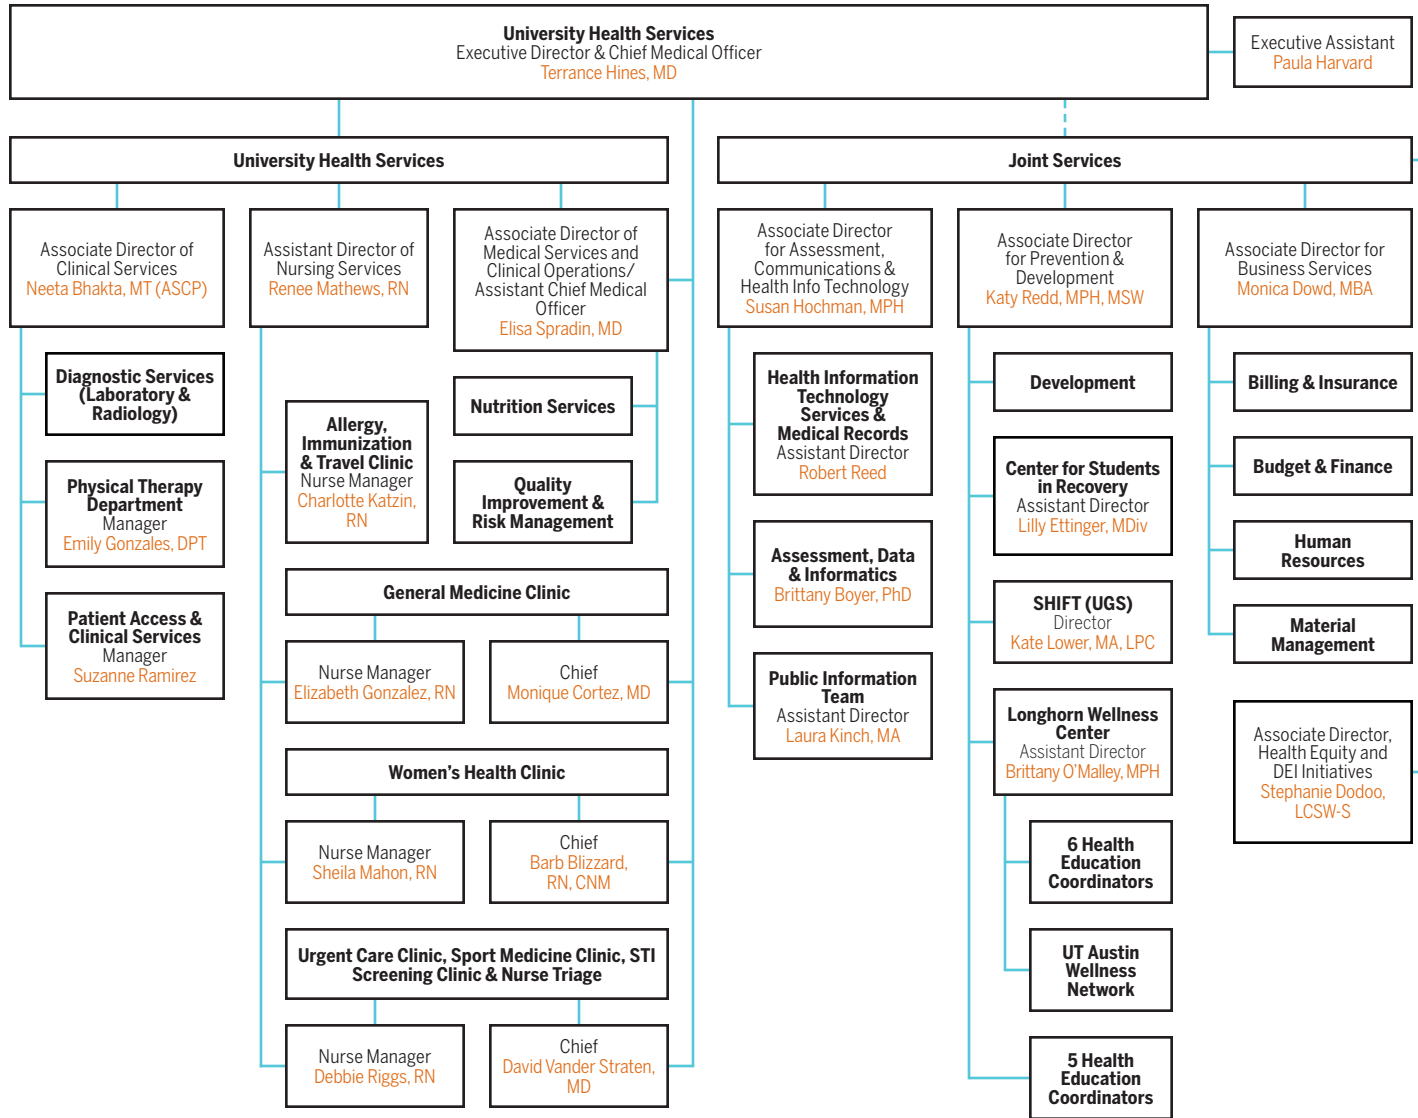 University Health Services
Executive Director & Chief Medical Officer
Terrance Hines, MD
Executive Assistant
Paula Harvard
University Health Services
Joint Services
Associate Director of
Clinical Services
Neeta Bhakta, MT (ASCP)
Assistant Director of
Nursing Services
Renee Mathews, RN
Associate Director of
Medical Services and
Clinical Operations/
Assistant Chief Medical
Officer
Elisa Spradin, MD
Associate Director
for Assessment,
Communications &
Health Info Technology
Susan Hochman, MPH
Associate Director
for Prevention &
Development
Katy Redd, MPH, MSW
Associate Director for
Business Services
Monica Dowd, MBA
Diagnostic Services
(Laboratory &
Radiology)
Physical Therapy
Department
Manager
Emily Gonzales, DPT
Patient Access &
Clinical Services
Manager
Suzanne Ramirez
Allergy,
Immunization
& Travel Clinic
Nurse Manager
Charlotte Katzin,
RN
Nutrition Services
Quality
Improvement &
Risk Management
General Medicine Clinic
Nurse Manager
Elizabeth Gonzalez, RN
Chief
Monique Cortez, MD
Women's Health Clinic
Nurse Manager
Sheila Mahon, RN
Chief
Barb Blizzard,
RN, CNM
Urgent Care Clinic, Sport Medicine Clinic, STI
Screening Clinic & Nurse Triage
Nurse Manager
Debbie Riggs, RN
Chief
David Vander Straten,
MD
Health Information
Technology
Services &
Medical Records
Assistant Director
Robert Reed
Assessment, Data
& Informatics
Brittany Boyer, PhD
Public Information
Team
Assistant Director
Laura Kinch, MA
Development
Center for Students
in Recovery
Assistant Director
Lilly Ettinger, MDiv
SHIFT (UGS)
Director
Kate Lower, MA, LPC
Longhorn Wellness
Center
Assistant Director
Brittany O'Malley, MPH
6 Health
Education
Coordinators
UT Austin
Wellness
Network
5 Health
Education
Coordinators
Billing & Insurance
Budget & Finance
Human
Resources
Material
Management
Associate Director,
Health Equity and
DEI Initiatives
Stephanie Dodoo,
LCSW-S